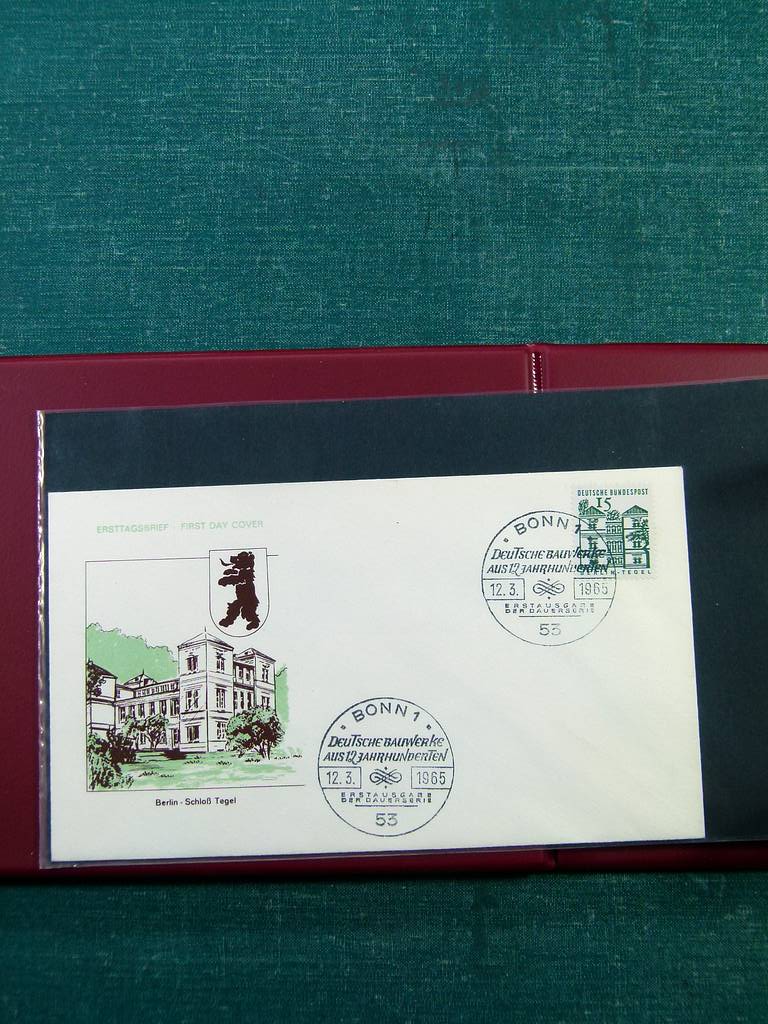 ERSTTAGSBRIEF - FIRST DAY COVER
DEUTSCHE BUNDESPOST
15
BERLIN-TEGEL
BONN 1
DEUTSCHE BAUWERKE
AUS 12 JAHRHUNDERTEN
12.3. 1965
ERSTAUSGABE
DER DAUERSERIE
53
BONN 1
DEUTSCHE BAUWERKE
AUS 12 JAHRHUNDERTEN
12.3. 1965
ERSTAUSGABE
DER DAUERSERIE
53
Berlin - Schloß Tegel